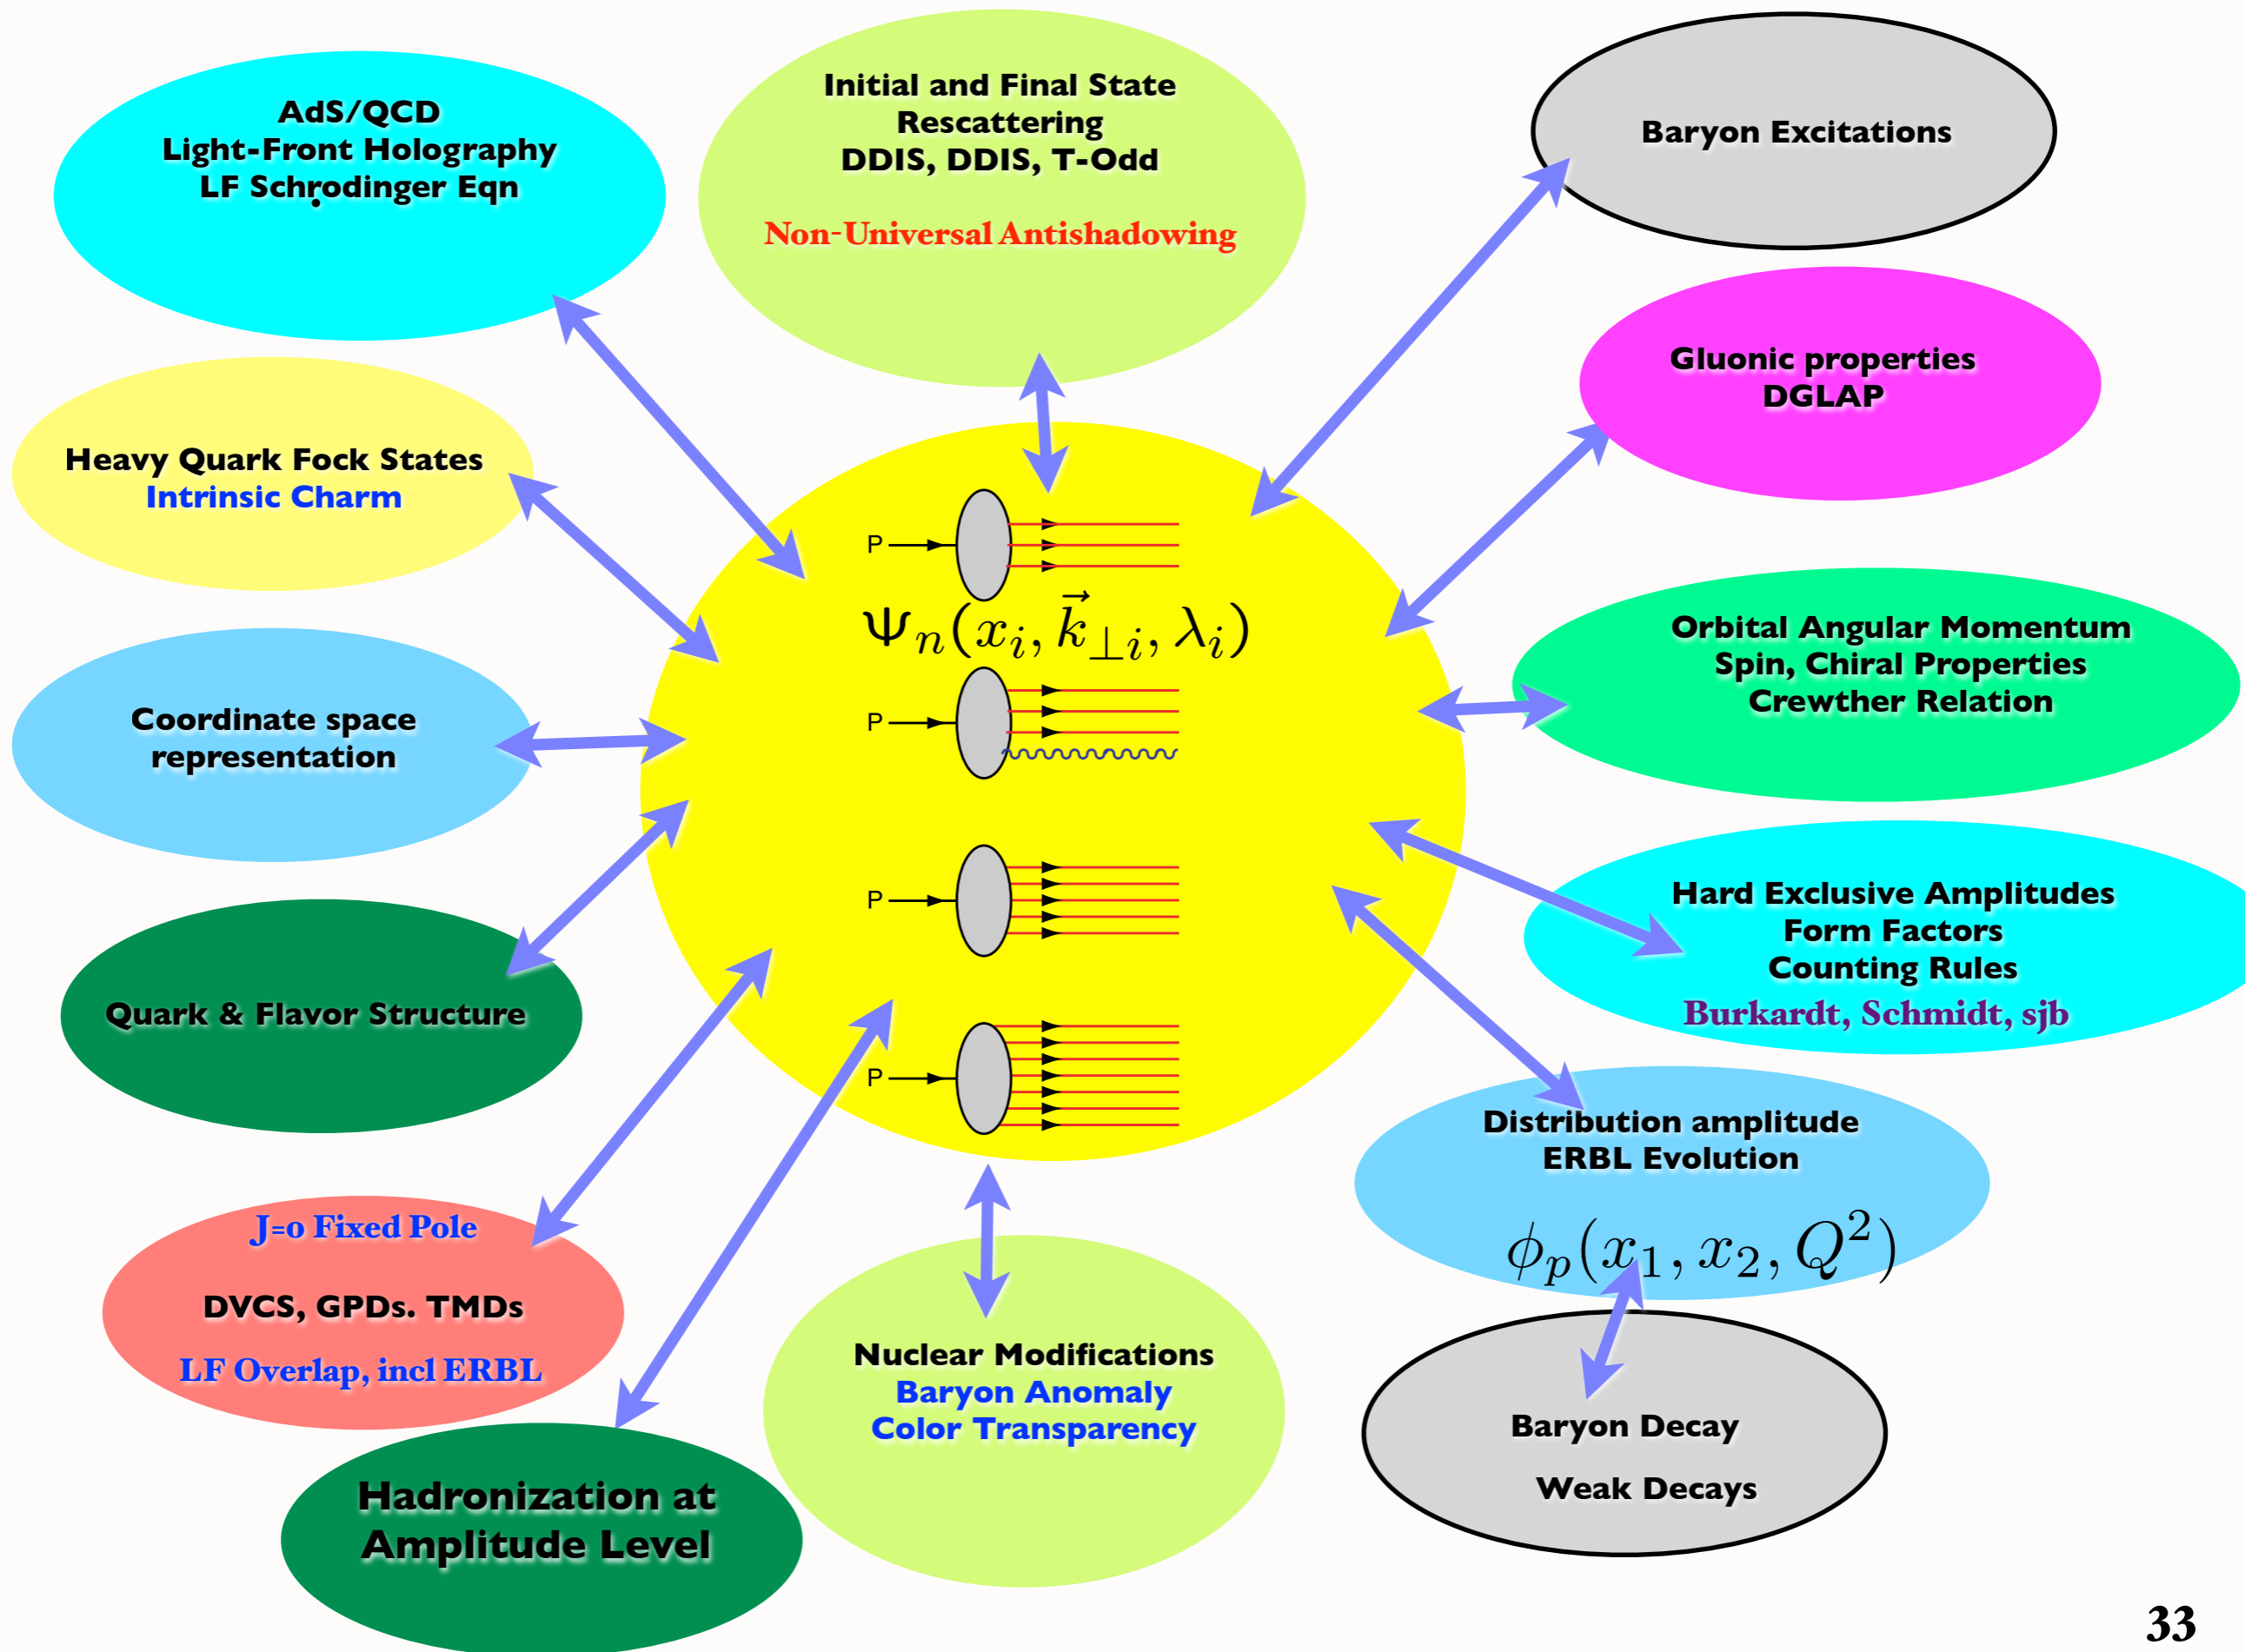 AdS/QCD
Light-Front Holography
LF Schrodinger Eqn
Initial and Final State
Rescattering
DDIS, DDIS, T-Odd
Non-Universal Antishadowing
Baryon Excitations
Gluonic properties
DGLAP
Heavy Quark Fock States
Intrinsic Charm
P
Ψₙ(xᵢ, k⃗⊥ᵢ, λᵢ)
P
P
P
Orbital Angular Momentum
Spin, Chiral Properties
Crewther Relation
Coordinate space
representation
Hard Exclusive Amplitudes
Form Factors
Counting Rules
Burkardt, Schmidt, sjb
Quark & Flavor Structure
Distribution amplitude
ERBL Evolution
ϕₚ(x₁, x₂, Q²)
J=0 Fixed Pole
DVCS, GPDs. TMDs
LF Overlap, incl ERBL
Nuclear Modifications
Baryon Anomaly
Color Transparency
Baryon Decay
Weak Decays
Hadronization at
Amplitude Level
33